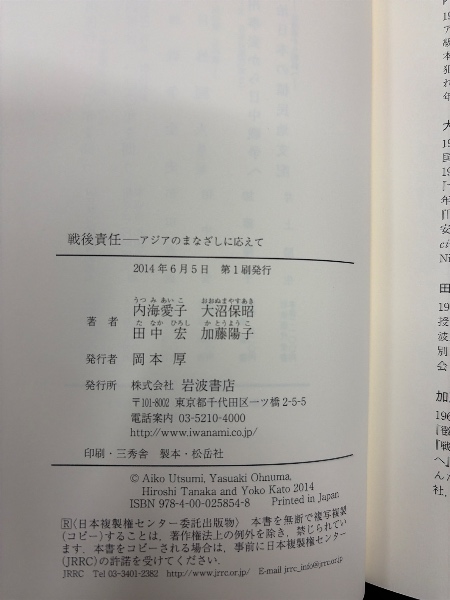 戦後責任――アジアのまなざしに応えて
2014年6月5日 第1刷発行
うつみあいこ おおぬまやすあき
著者 内海愛子 大沼保昭
たなか ひろし かとうようこ
田中 宏 加藤陽子
発行者 岡本 厚
発行所 株式会社 岩波書店
〒101-8002 東京都千代田区一ツ橋2-5-5
電話案内 03-5210-4000
http://www.iwanami.co.jp/
印刷・三秀舎 製本・松岳社
© Aiko Utsumi, Yasuaki Ohnuma,
Hiroshi Tanaka and Yoko Kato 2014
ISBN 978-4-00-025854-8 Printed in Japan
Ⓡ〈日本複製権センター委託出版物〉 本書を無断で複写複製
(コピー)することは，著作権法上の例外を除き，禁じられてい
ます．本書をコピーされる場合は，事前に日本複製権センター
(JRRC)の許諾を受けてください．
JRRC Tel 03-3401-2382 http://www.jrrc.or.jp/ E-mail jrrc_info@jrrc.or.jp